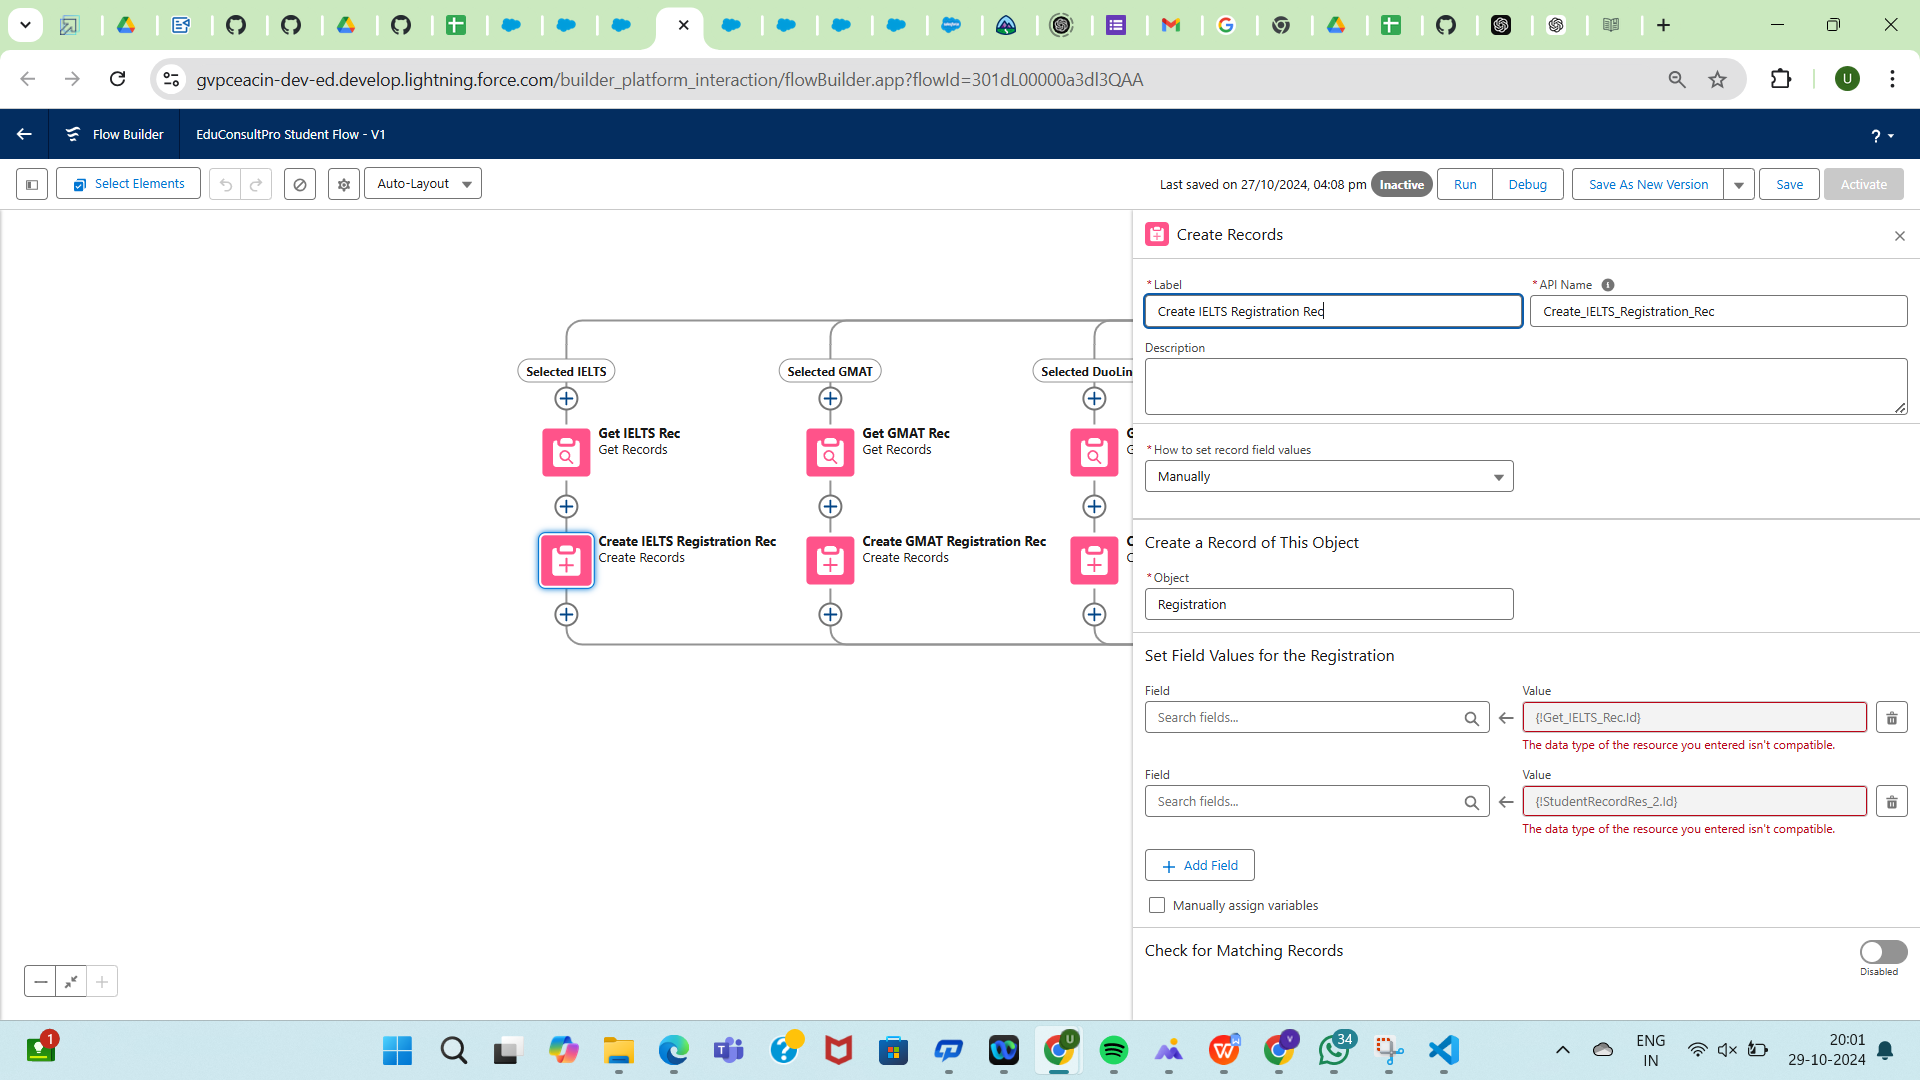 gvpceacin-dev-ed.develop.lightning.force.com/builder_platform_interaction/flowBuilder.app?flowId=301dL00000a3dl3QAA
U
Flow Builder
EduConsultPro Student Flow - V1
?
Select Elements
Auto-Layout
Last saved on 27/10/2024, 04:08 pm
Inactive
Run
Debug
Save As New Version
Save
Activate
Selected IELTS
Selected GMAT
Selected DuoLin
Get IELTS Rec
Get Records
Get GMAT Rec
Get Records
G
G
Create IELTS Registration Rec
Create Records
Create GMAT Registration Rec
Create Records
C
C
Create Records
*Label
Create IELTS Registration Rec
*API Name
Create_IELTS_Registration_Rec
Description
*How to set record field values
Manually
Create a Record of This Object
*Object
Registration
Set Field Values for the Registration
Field
Value
Search fields...
{!Get_IELTS_Rec.Id}
The data type of the resource you entered isn't compatible.
Field
Value
Search fields...
{!StudentRecordRes_2.Id}
The data type of the resource you entered isn't compatible.
+ Add Field
Manually assign variables
Check for Matching Records
Disabled
1
U
V
34
ENG
IN
20:01
29-10-2024